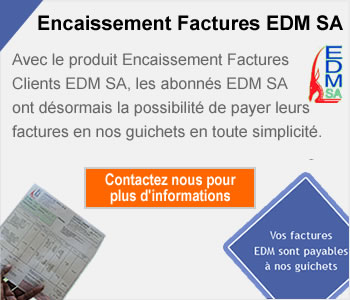 Encaissement Factures EDM SA
Avec le produit Encaissement Factures
Clients EDM SA, les abonnés EDM SA
ont désormais la possibilité de payer leurs
factures en nos guichets en toute simplicité.
EDM
SA
Contactez nous pour
plus d'informations
Vos factures
EDM sont payables
à nos guichets